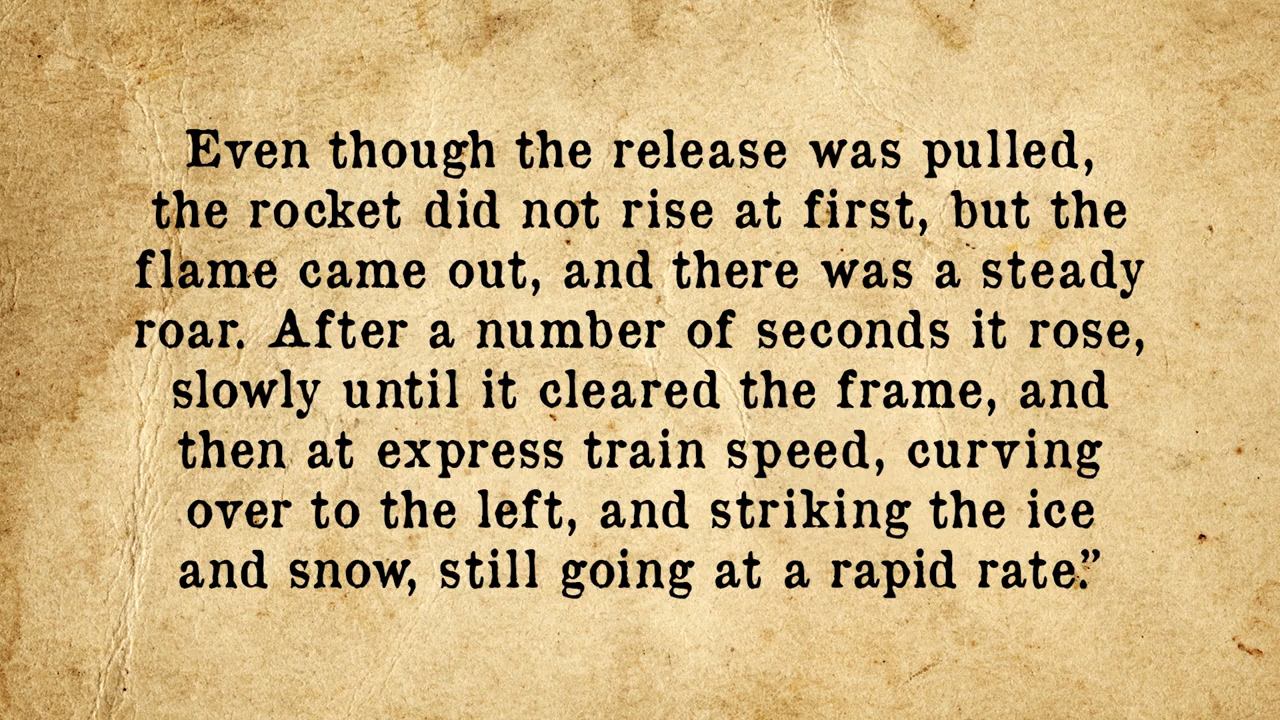 Even though the release was pulled,
the rocket did not rise at first, but the
flame came out, and there was a steady
roar. After a number of seconds it rose,
slowly until it cleared the frame, and
then at express train speed, curving
over to the left, and striking the ice
and snow, still going at a rapid rate.”